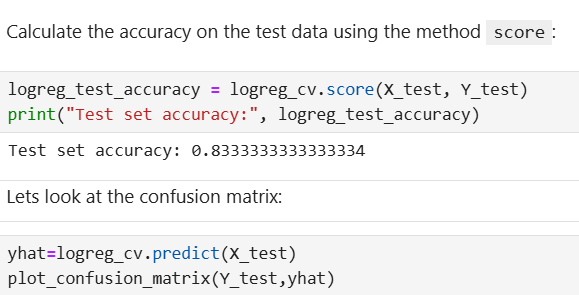 Calculate the accuracy on the test data using the method score :
logreg_test_accuracy = logreg_cv.score(X_test, Y_test)
print("Test set accuracy:", logreg_test_accuracy)
Test set accuracy: 0.8333333333333334
Lets look at the confusion matrix:
yhat=logreg_cv.predict(X_test)
plot_confusion_matrix(Y_test,yhat)